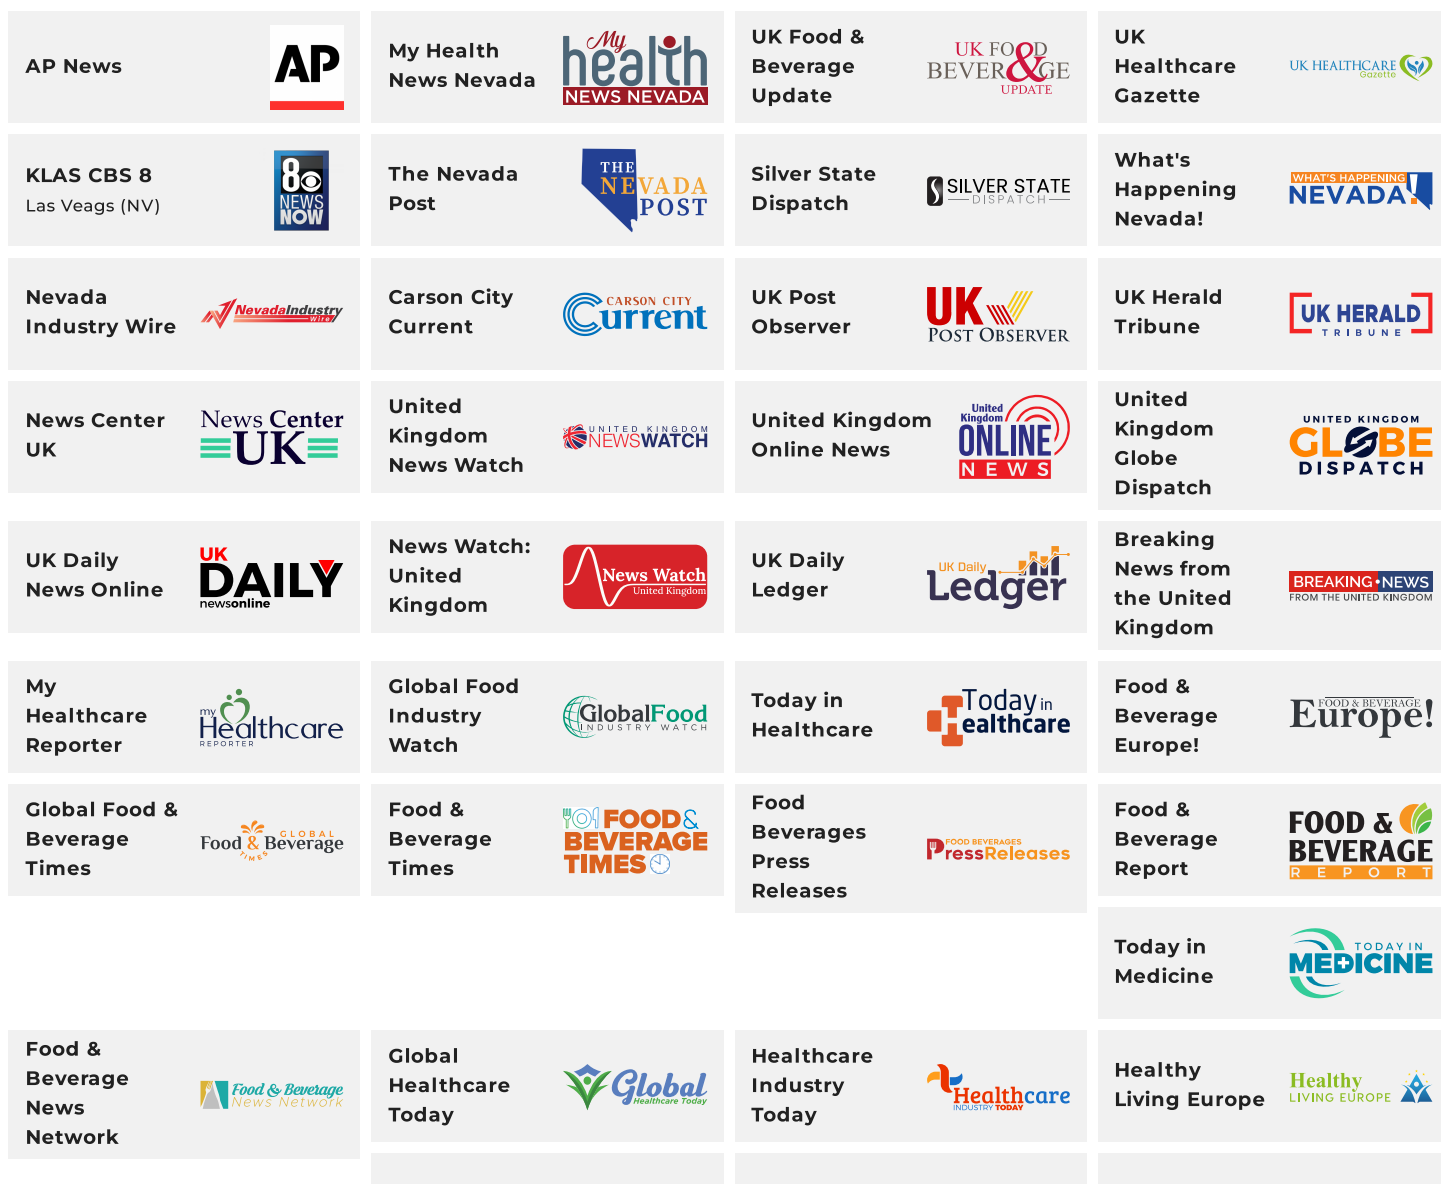 AP News
AP
My Health
News Nevada
My
health
NEWS NEVADA
UK Food &
Beverage
Update
UK FOOD
&
BEVERAGE
UPDATE
UK
Healthcare
Gazette
UK HEALTHCARE
Gazette
KLAS CBS 8
Las Veags (NV)
8
NEWS
NOW
The Nevada
Post
THE
NEVADA
POST
Silver State
Dispatch
SILVER STATE
DISPATCH
What's
Happening
Nevada!
WHAT'S HAPPENING
NEVADA!
Nevada
Industry Wire
NevadaIndustry
Wire
Carson City
Current
CARSON CITY
Current
UK Post
Observer
UK
POST OBSERVER
UK Herald
Tribune
UK HERALD
TRIBUNE
News Center
UK
News Center
UK
United
Kingdom
News Watch
UNITED KINGDOM
NEWSWATCH
United Kingdom
Online News
United
Kingdom
ONLINE
NEWS
United
Kingdom
Globe
Dispatch
UNITED KINGDOM
GLOBE
DISPATCH
UK Daily
News Online
UK
DAILY
newsonline
News Watch:
United
Kingdom
News Watch
United Kingdom
UK Daily
Ledger
UK Daily
Ledger
Breaking
News from
the United
Kingdom
BREAKING•NEWS
FROM THE UNITED KINGDOM
My
Healthcare
Reporter
my
Healthcare
REPORTER
Global Food
Industry
Watch
GlobalFood
INDUSTRY WATCH
Today in
Healthcare
Today in
Healthcare
Food &
Beverage
Europe!
FOOD & BEVERAGE
Europe!
Global Food &
Beverage
Times
GLOBAL
Food & Beverage
TIMES
Food &
Beverage
Times
FOOD&
BEVERAGE
TIMES
Food
Beverages
Press
Releases
FOOD BEVERAGES
PressReleases
Food &
Beverage
Report
FOOD &
BEVERAGE
REPORT
Today in
Medicine
TODAY IN
MEDICINE
Food &
Beverage
News
Network
Food & Beverage
News Network
Global
Healthcare
Today
Global
Healthcare Today
Healthcare
Industry
Today
Healthcare
INDUSTRY TODAY
Healthy
Living Europe
Healthy
LIVING EUROPE